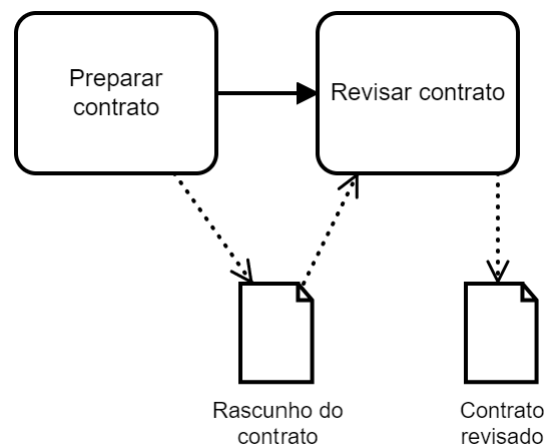 Preparar
contrato
Revisar contrato
Rascunho do
contrato
Contrato
revisado